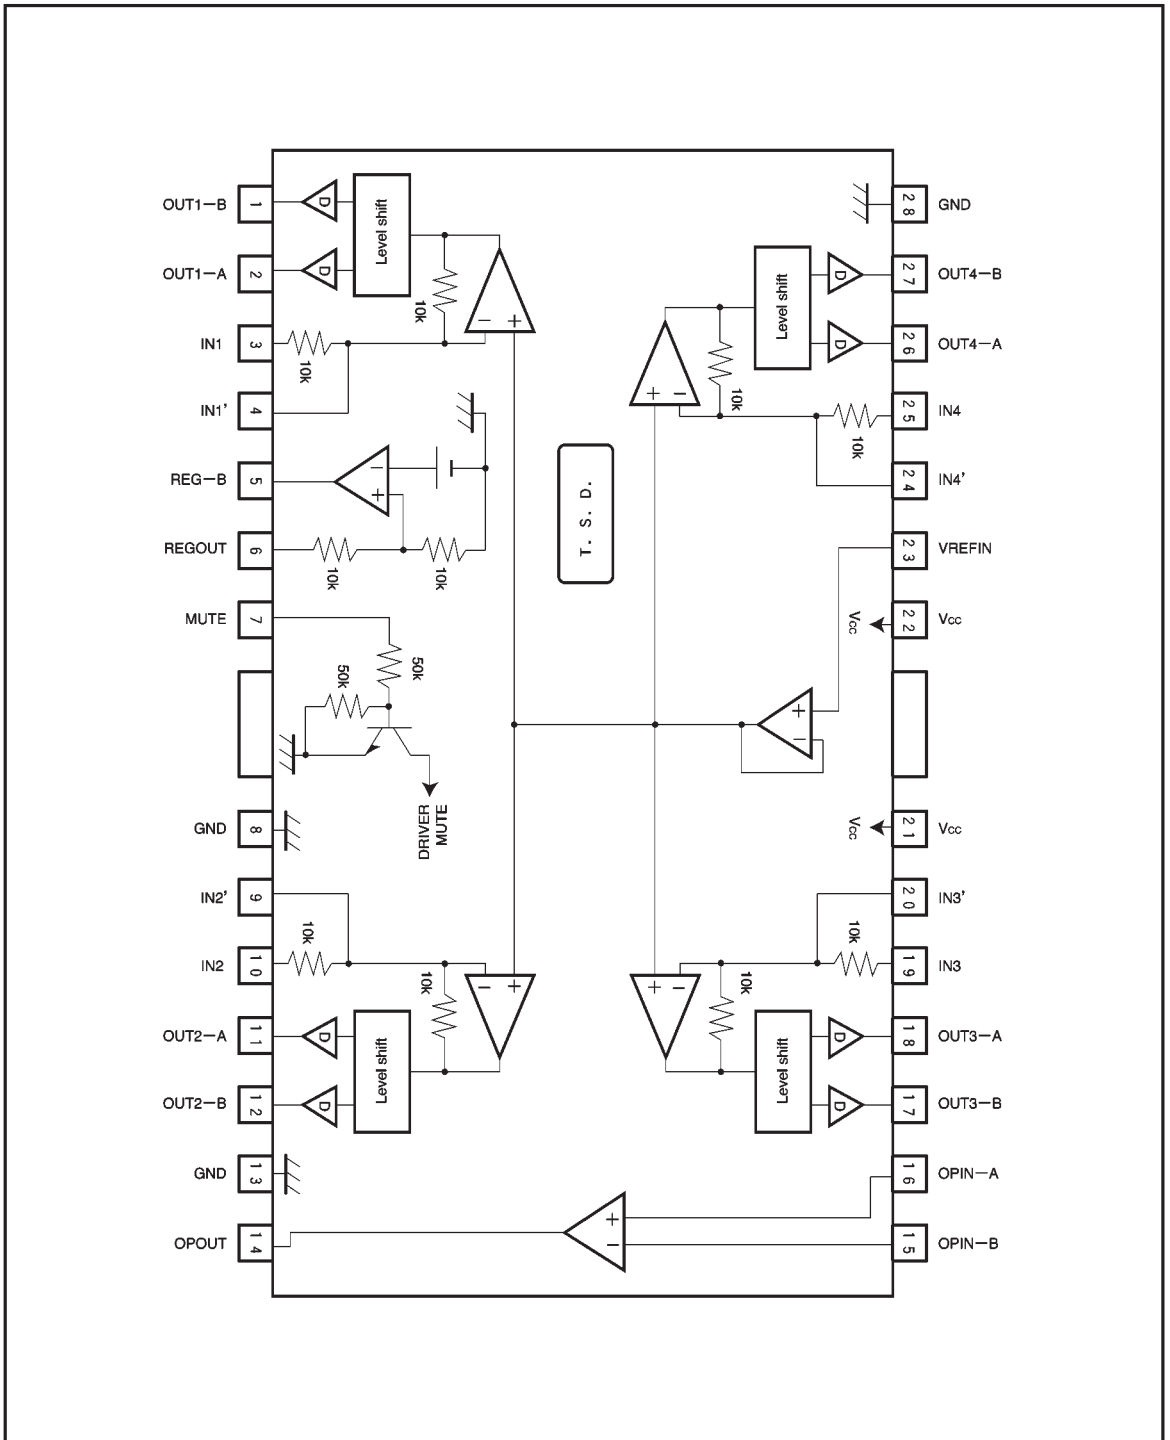 OUT1-B 1 D
Level shift
OUT1-A 2 D
10k
- +
IN1 3
10k
IN1' 4
REG-B 5
- +
REGOUT 6
10k 10k
MUTE 7
50k
50k
DRIVER
MUTE
GND 8
IN2' 9
10k
IN2 10
10k
- +
OUT2-A 11 D
Level shift
OUT2-B 12 D
GND 13
OPOUT 14
+ -
T. S. D.
28 GND
D 27 OUT4-B
Level shift
D 26 OUT4-A
10k
+ -
25 IN4
10k
24 IN4'
23 VREFIN
Vcc 22 Vcc
+ -
Vcc 21 Vcc
20 IN3'
10k
19 IN3
10k
+ -
D 18 OUT3-A
Level shift
D 17 OUT3-B
16 OPIN-A
15 OPIN-B